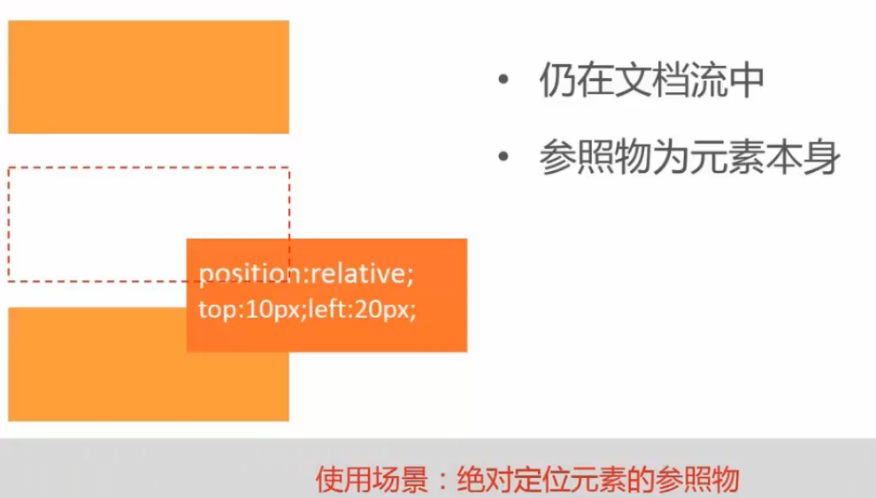 • 仍在文档流中
• 参照物为元素本身
position:relative;
top:10px;left:20px;
使用场景：绝对定位元素的参照物